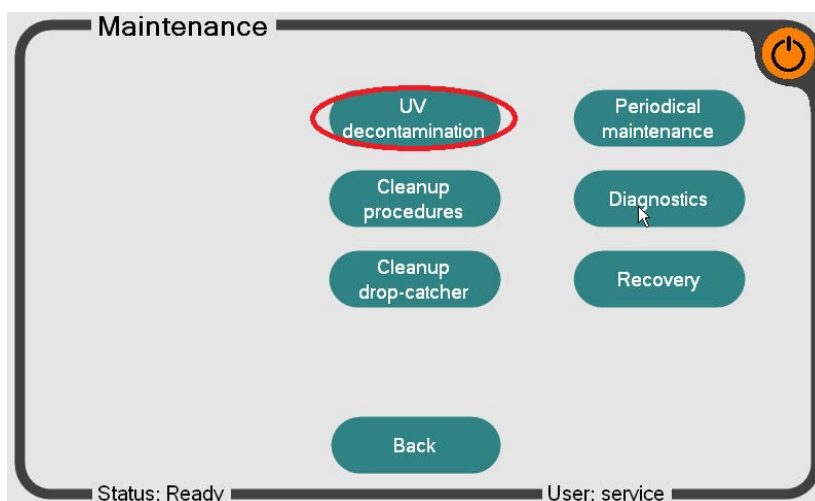 Maintenance
UV
decontamination
Periodical
maintenance
Cleanup
procedures
Diagnostics
Cleanup
drop-catcher
Recovery
Back
Status: Ready
User: service